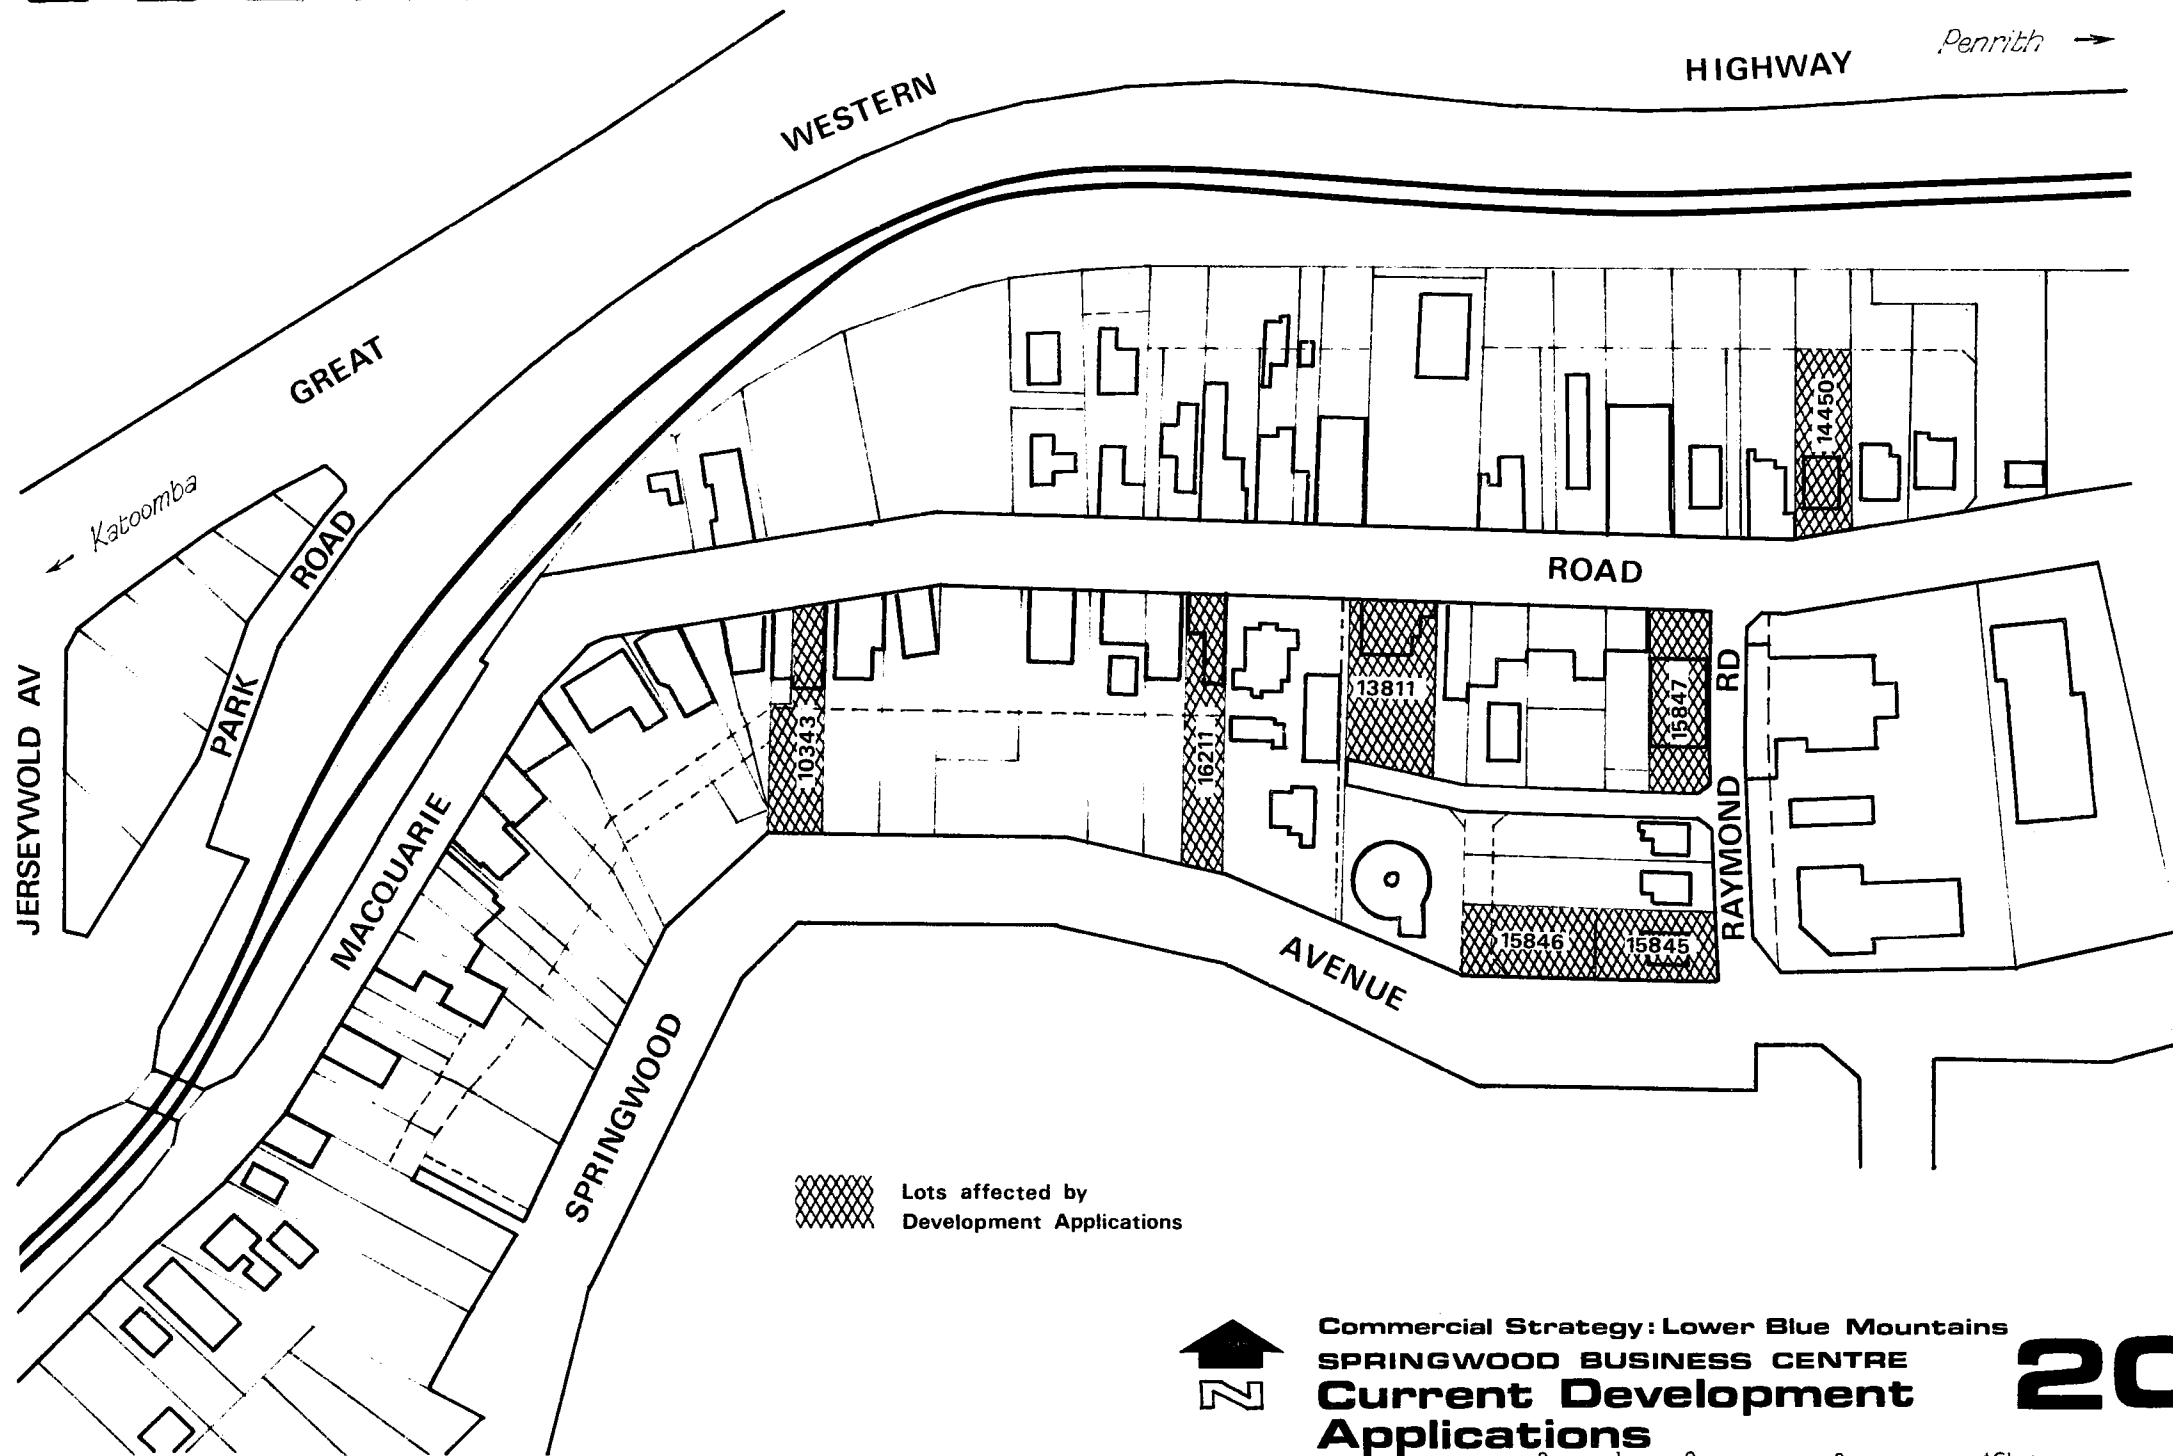 Penrith
HIGHWAY
WESTERN
GREAT
Katoomba
ROAD
PARK
JERSEYWOLD AV
14450
ROAD
10343
16211
13811
15847
RD
RAYMOND
MACQUARIE
15846
15845
AVENUE
SPRINGWOOD
Lots affected by
Development Applications
N
Commercial Strategy: Lower Blue Mountains
SPRINGWOOD BUSINESS CENTRE
Current Development
Applications